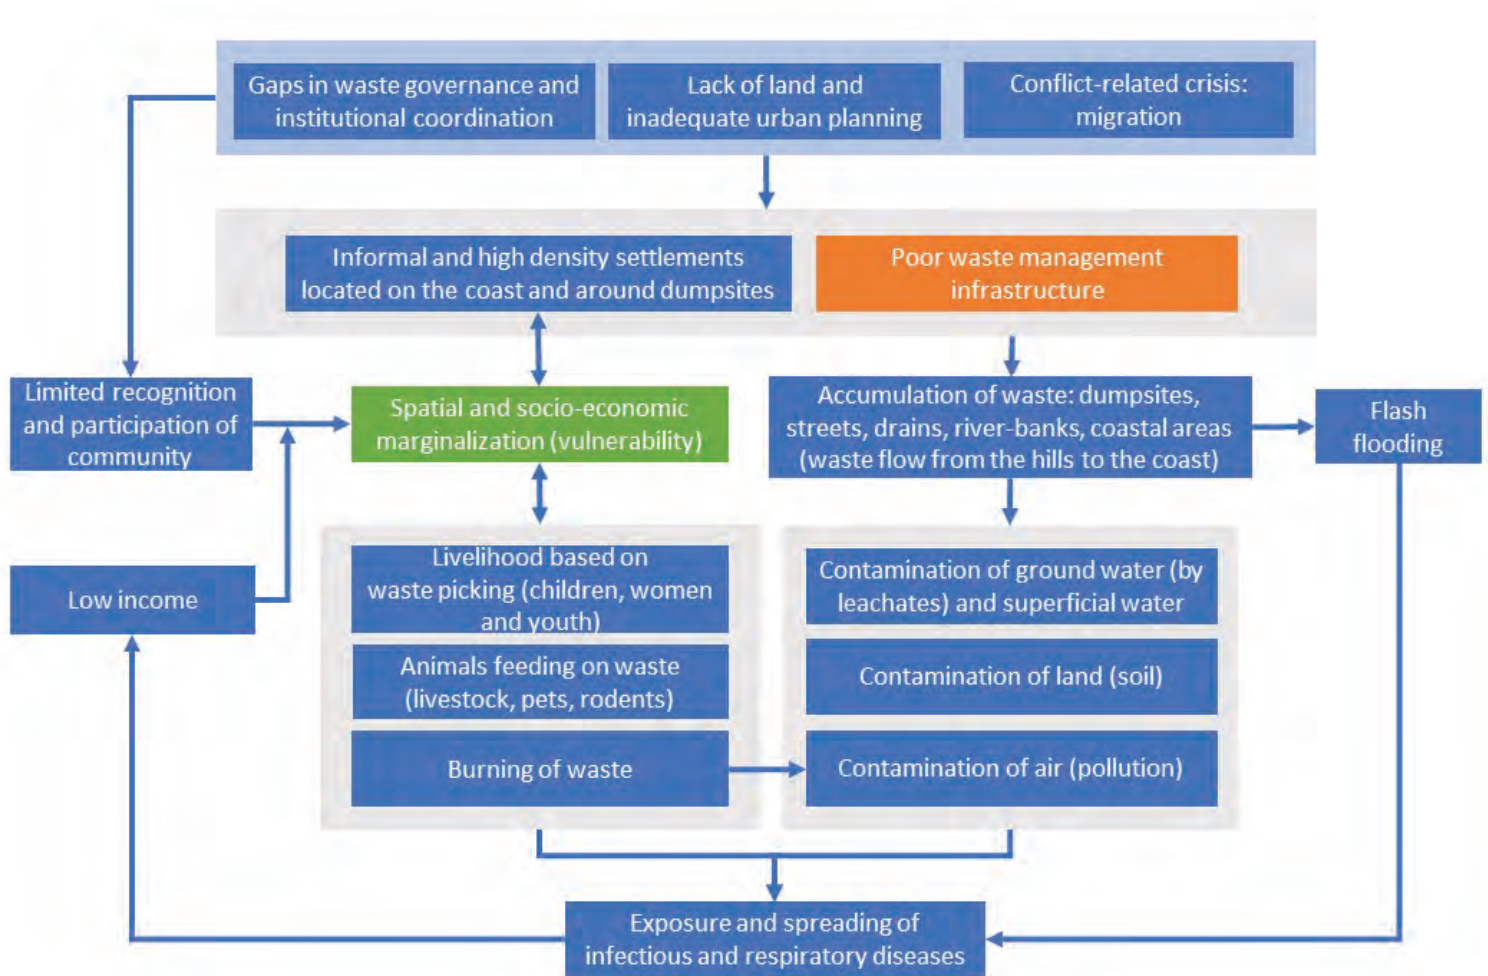 Gaps in waste governance and
institutional coordination
Lack of land and
inadequate urban planning
Conflict-related crisis:
migration
Informal and high density settlements
located on the coast and around dumpsites
Poor waste management
infrastructure
Limited recognition
and participation of
community
Spatial and socio-economic
marginalization (vulnerability)
Accumulation of waste: dumpsites,
streets, drains, river-banks, coastal areas
(waste flow from the hills to the coast)
Flash
flooding
Low income
Livelihood based on
waste picking (children, women
and youth)
Animals feeding on waste
(livestock, pets, rodents)
Burning of waste
Contamination of ground water (by
leachates) and superficial water
Contamination of land (soil)
Contamination of air (pollution)
Exposure and spreading of
infectious and respiratory diseases